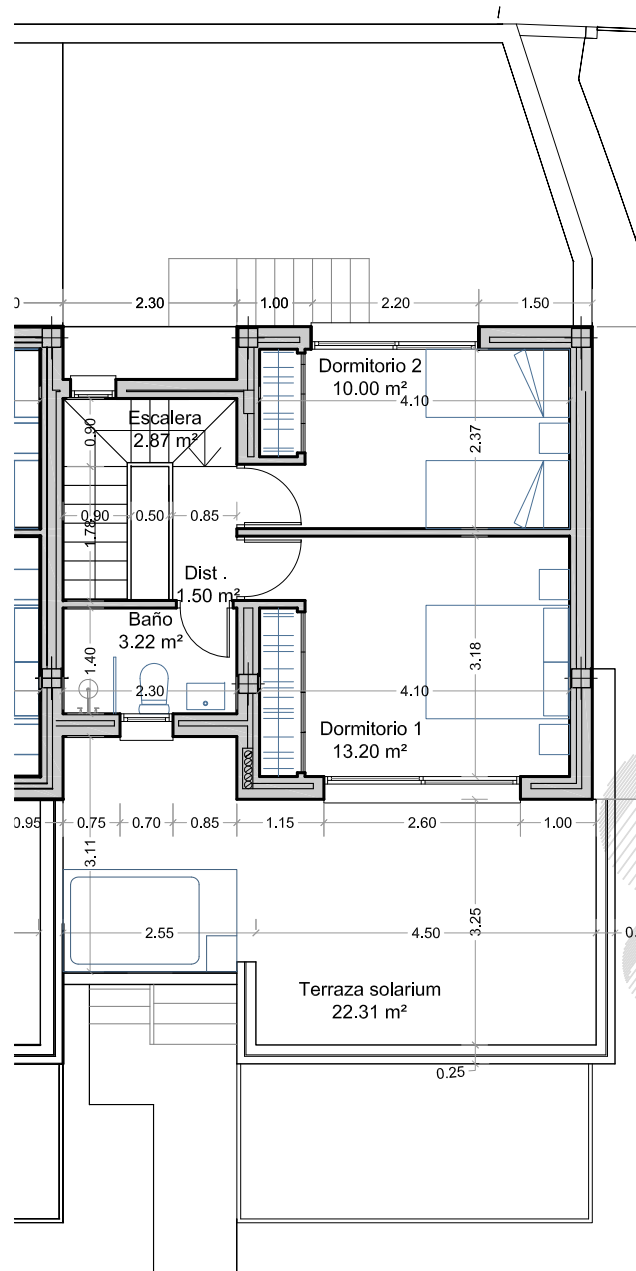 0
2.30
1.00
2.20
1.50
Dormitorio 2
10.00 m²
4.10
2.37
Escalera
2.87 m²
0.90
0.90
0.50
0.85
1.78
Dist .
1.50 m²
Baño
3.22 m²
1.40
2.30
3.18
4.10
Dormitorio 1
13.20 m²
0.95
0.75
0.70
0.85
1.15
2.60
1.00
3.11
2.55
4.50
3.25
0.
Terraza solarium
22.31 m²
0.25